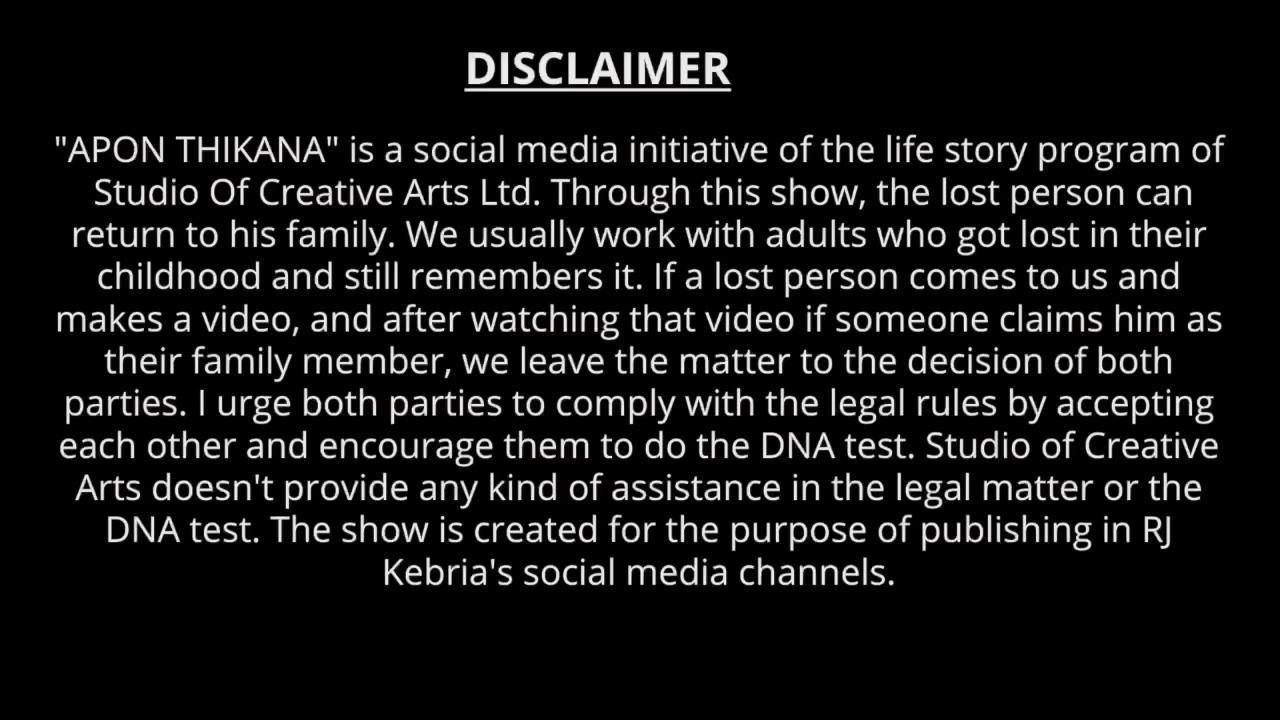 DISCLAIMER
"APON THIKANA" is a social media initiative of the life story program of
Studio Of Creative Arts Ltd. Through this show, the lost person can
return to his family. We usually work with adults who got lost in their
childhood and still remembers it. If a lost person comes to us and
makes a video, and after watching that video if someone claims him as
their family member, we leave the matter to the decision of both
parties. I urge both parties to comply with the legal rules by accepting
each other and encourage them to do the DNA test. Studio of Creative
Arts doesn't provide any kind of assistance in the legal matter or the
DNA test. The show is created for the purpose of publishing in RJ
Kebria's social media channels.